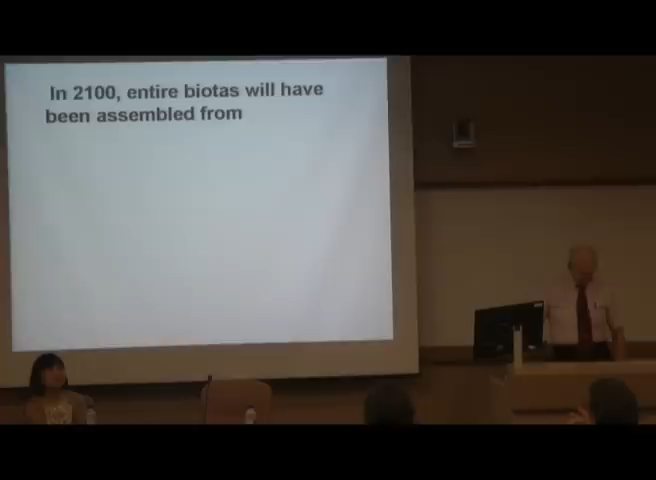 In 2100, entire biotas will have
been assembled from